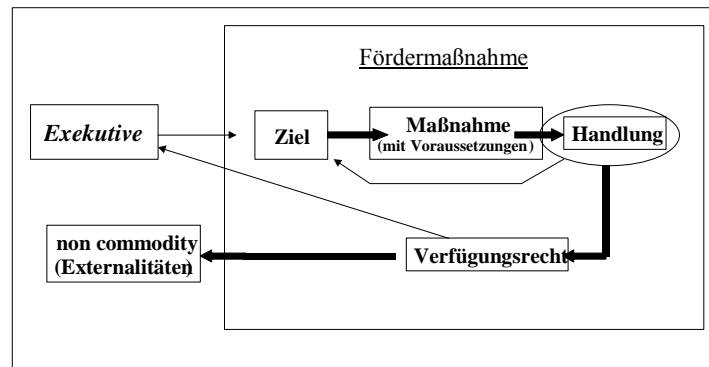 Fördermaßnahme
Exekutive
Ziel
Maßnahme
(mit Voraussetzungen)
Handlung
non commodity
(Externalitäten)
Verfügungsrecht